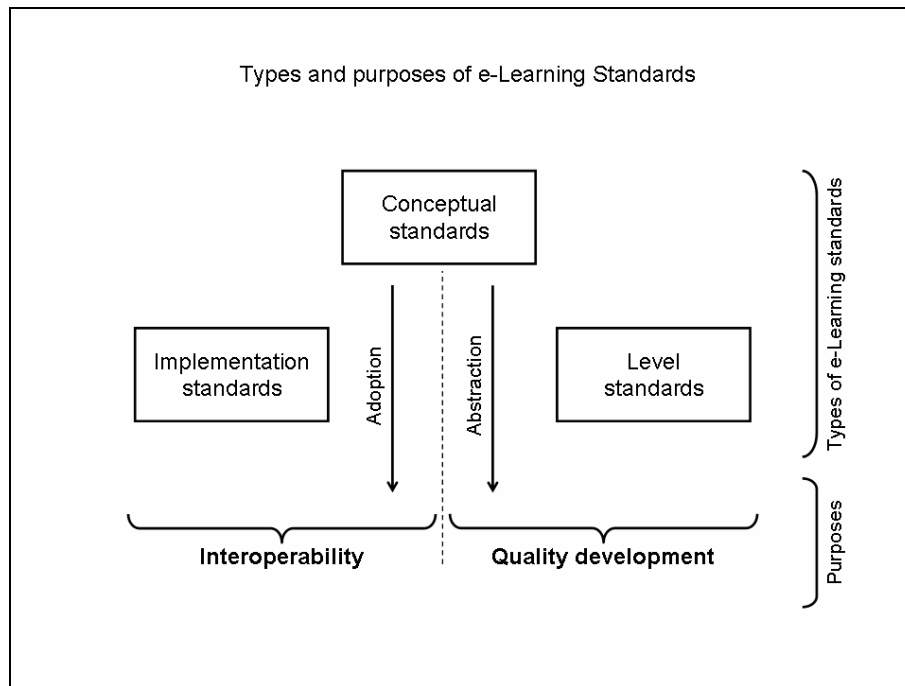 Types and purposes of e-Learning Standards
Conceptual
standards
Implementation
standards
Adoption
Abstraction
Level
standards
Types of e-Learning standards
Interoperability
Quality development
Purposes